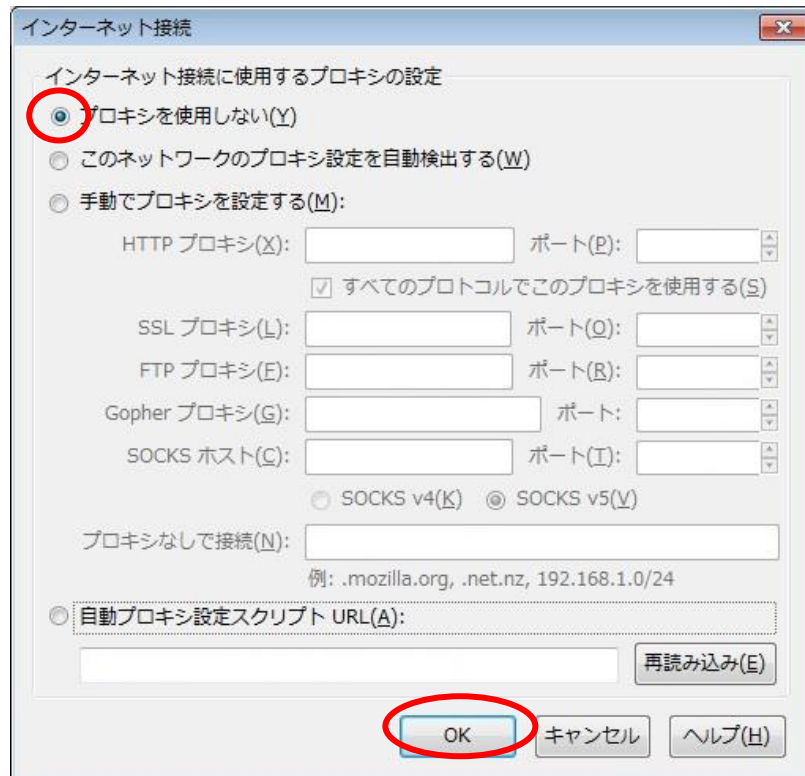 インターネット接続
インターネット接続に使用するプロキシの設定
プロキシを使用しない(Y)
このネットワークのプロキシ設定を自動検出する(W)
手動でプロキシを設定する(M):
HTTP プロキシ(X): ポート(P):
すべてのプロトコルでこのプロキシを使用する(S)
SSL プロキシ(L): ポート(O):
FTP プロキシ(F): ポート(R):
Gopher プロキシ(G): ポート:
SOCKS ホスト(C): ポート(T):
SOCKS v4(K) SOCKS v5(V)
プロキシなしで接続(N):
例: .mozilla.org, .net.nz, 192.168.1.0/24
自動プロキシ設定スクリプト URL(A):
再読み込み(E)
OK キャンセル ヘルプ(H)